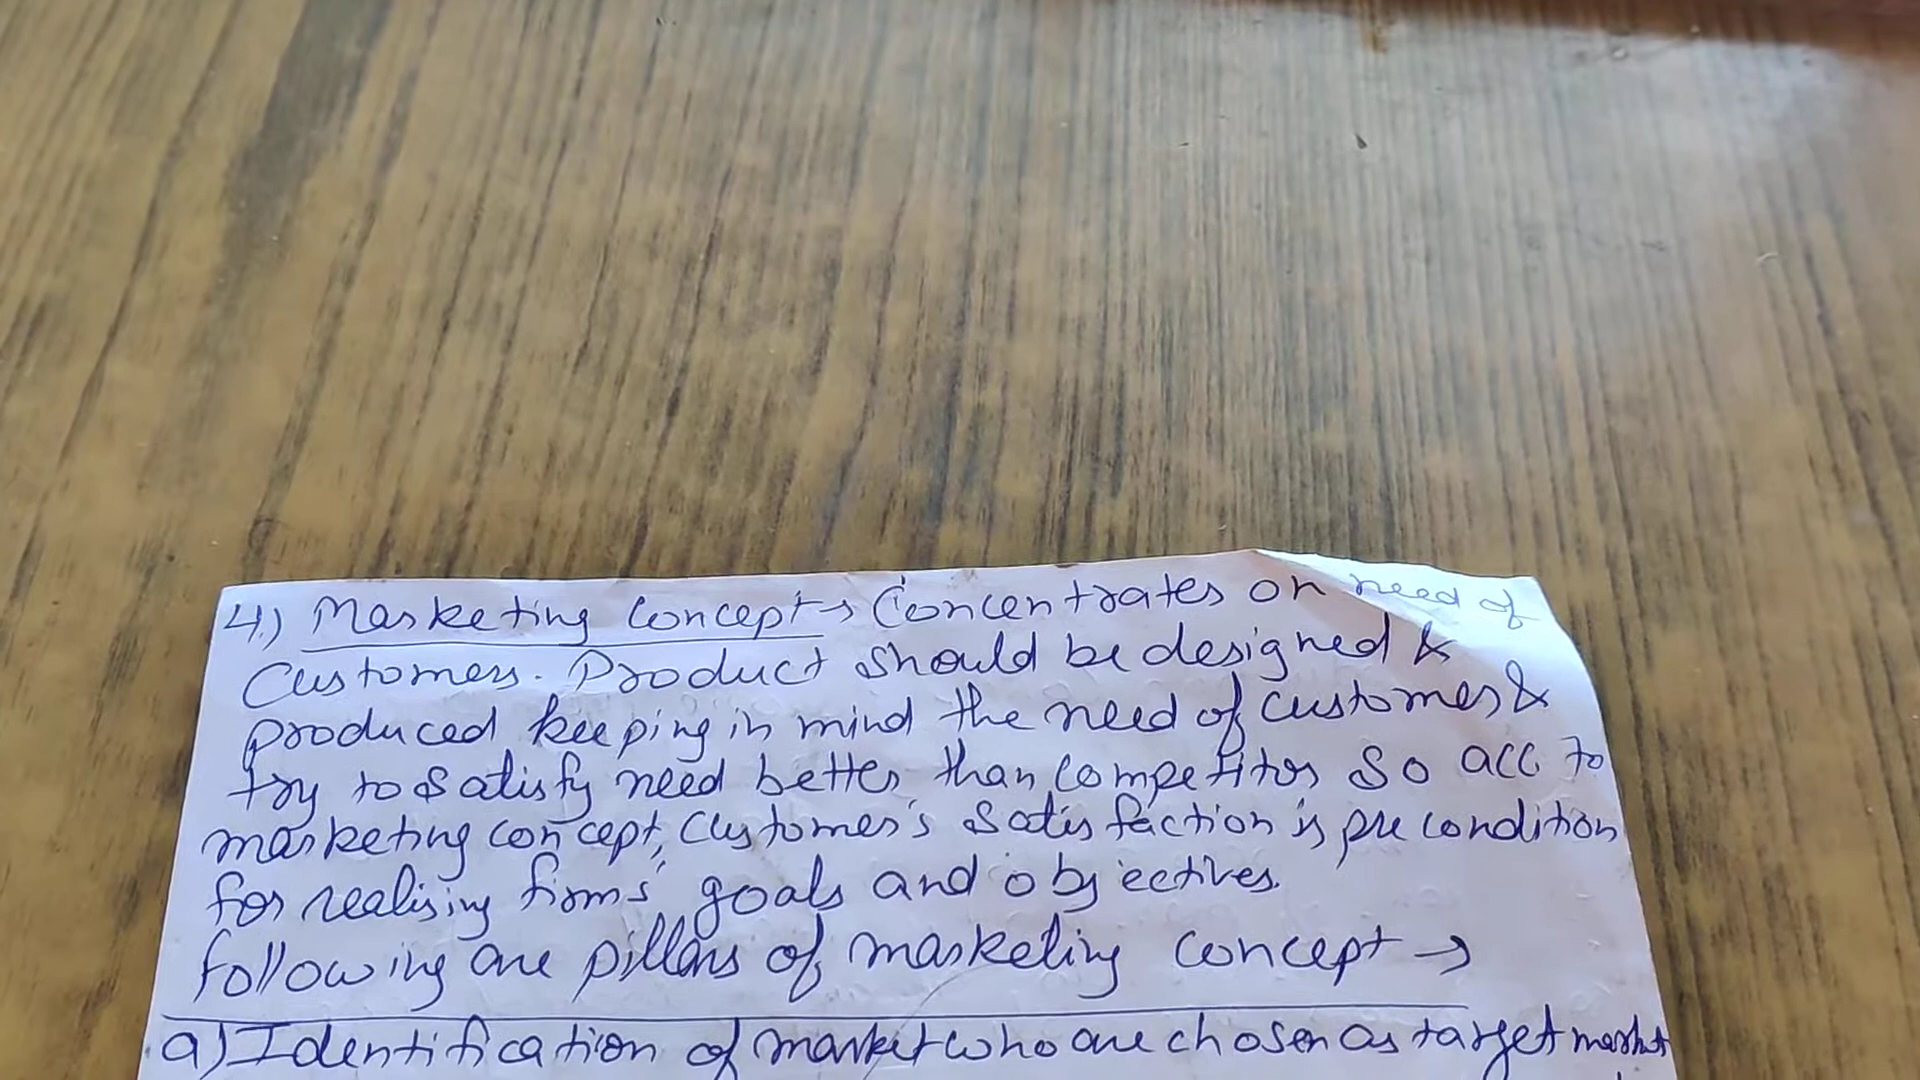 4.) Marketing Concept → Concentrates on need of
Customers. Product should be designed &
produced keeping in mind the need of customers &
try to satisfy need better than competitors So acc to
marketing concept, Customer's Satisfaction is pre condition
for realising firms' goals and objectives.
following are pillars of marketing concept →
a) Identification of market who are chosen as target market